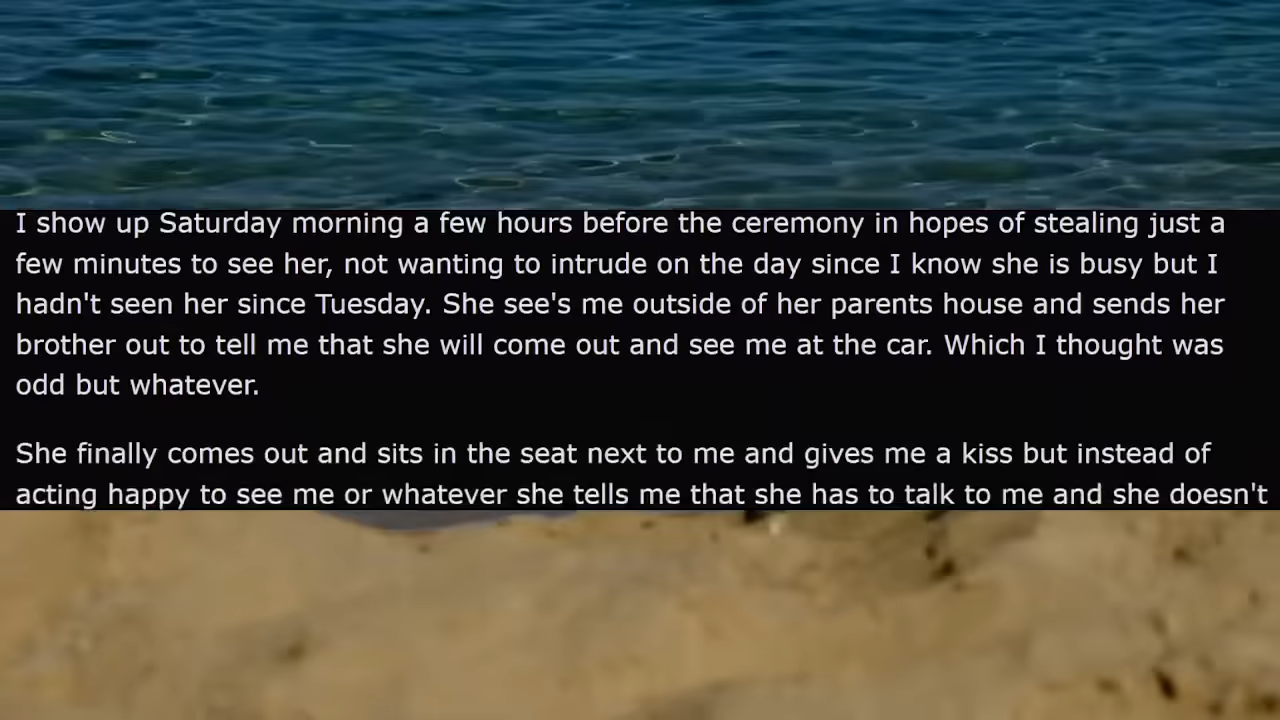 I show up Saturday morning a few hours before the ceremony in hopes of stealing just a
few minutes to see her, not wanting to intrude on the day since I know she is busy but I
hadn't seen her since Tuesday. She see's me outside of her parents house and sends her
brother out to tell me that she will come out and see me at the car. Which I thought was
odd but whatever.
She finally comes out and sits in the seat next to me and gives me a kiss but instead of
acting happy to see me or whatever she tells me that she has to talk to me and she doesn't